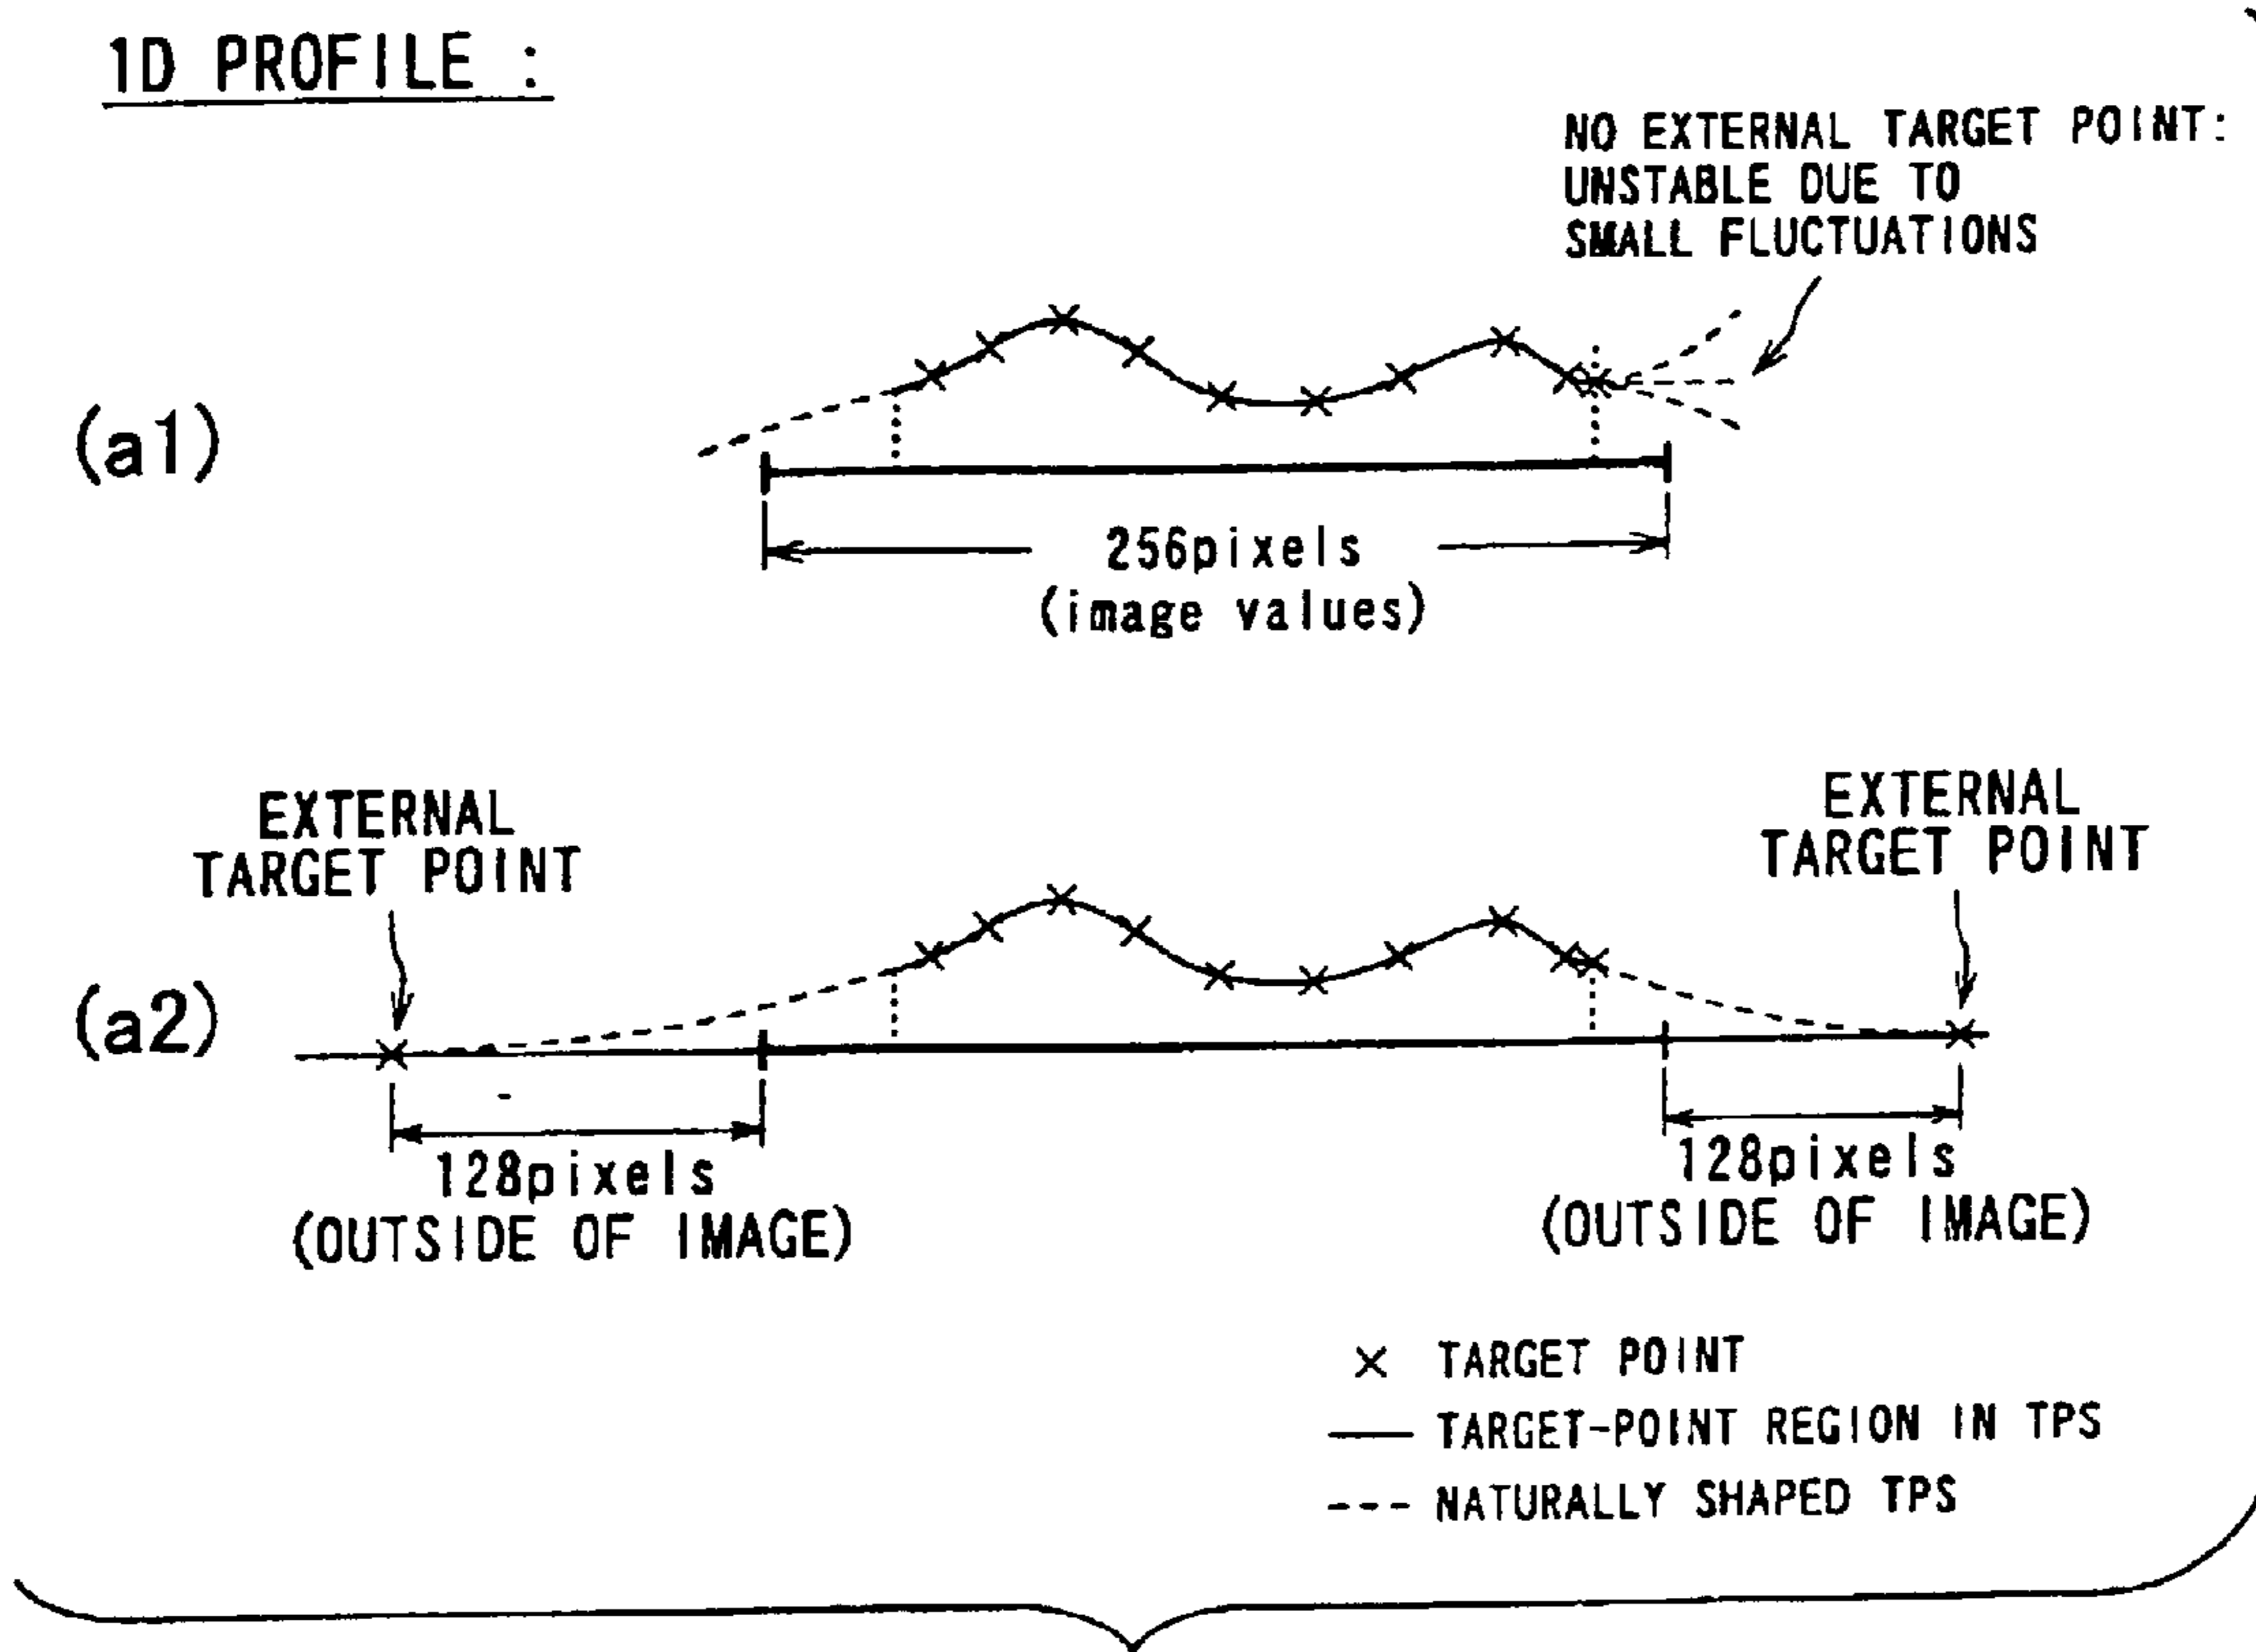 1D PROFILE :
NO EXTERNAL TARGET POINT:
UNSTABLE DUE TO
SMALL FLUCTUATIONS
(a1)
256pixels
(image values)
EXTERNAL
TARGET POINT
EXTERNAL
TARGET POINT
(a2)
128pixels
(OUTSIDE OF IMAGE)
128pixels
(OUTSIDE OF IMAGE)
× TARGET POINT
TARGET-POINT REGION IN TPS
NATURALLY SHAPED TPS